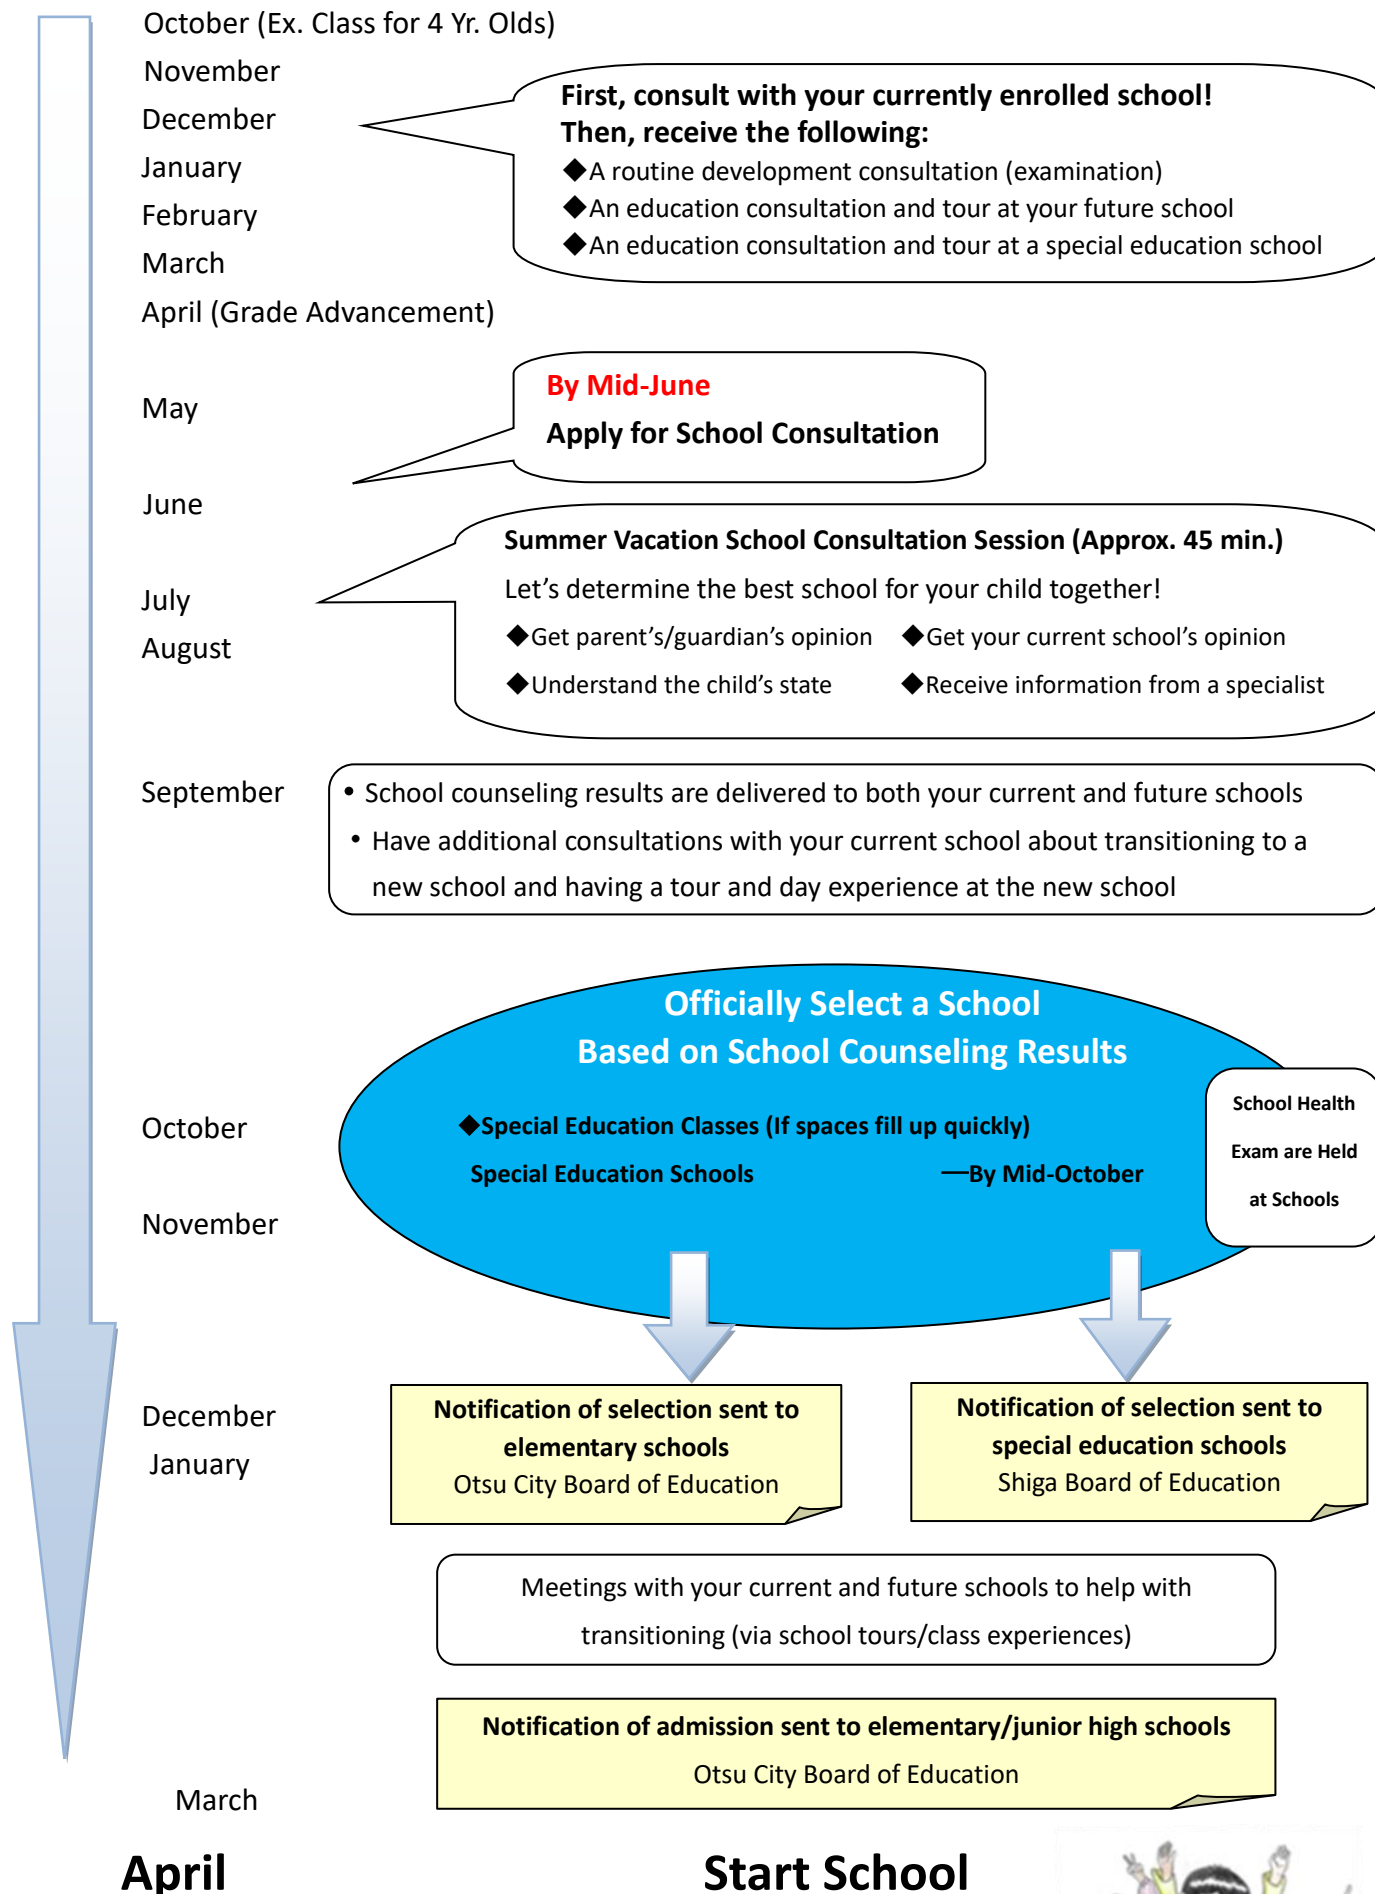 October (Ex. Class for 4 Yr. Olds)
November
December
January
February
March
April (Grade Advancement)
First, consult with your currently enrolled school!
Then, receive the following:
◆A routine development consultation (examination)
◆An education consultation and tour at your future school
◆An education consultation and tour at a special education school
May
By Mid-June
Apply for School Consultation
June
July
August
Summer Vacation School Consultation Session (Approx. 45 min.)
Let's determine the best school for your child together!
◆Get parent's/guardian's opinion ◆Get your current school's opinion
◆Understand the child's state ◆Receive information from a specialist
September
• School counseling results are delivered to both your current and future schools
• Have additional consultations with your current school about transitioning to a
new school and having a tour and day experience at the new school
Officially Select a School
Based on School Counseling Results
October
◆Special Education Classes (If spaces fill up quickly)
Special Education Schools —By Mid-October
School Health
Exam are Held
at Schools
November
December
January
Notification of selection sent to
elementary schools
Otsu City Board of Education
Notification of selection sent to
special education schools
Shiga Board of Education
Meetings with your current and future schools to help with
transitioning (via school tours/class experiences)
Notification of admission sent to elementary/junior high schools
Otsu City Board of Education
March
April Start School